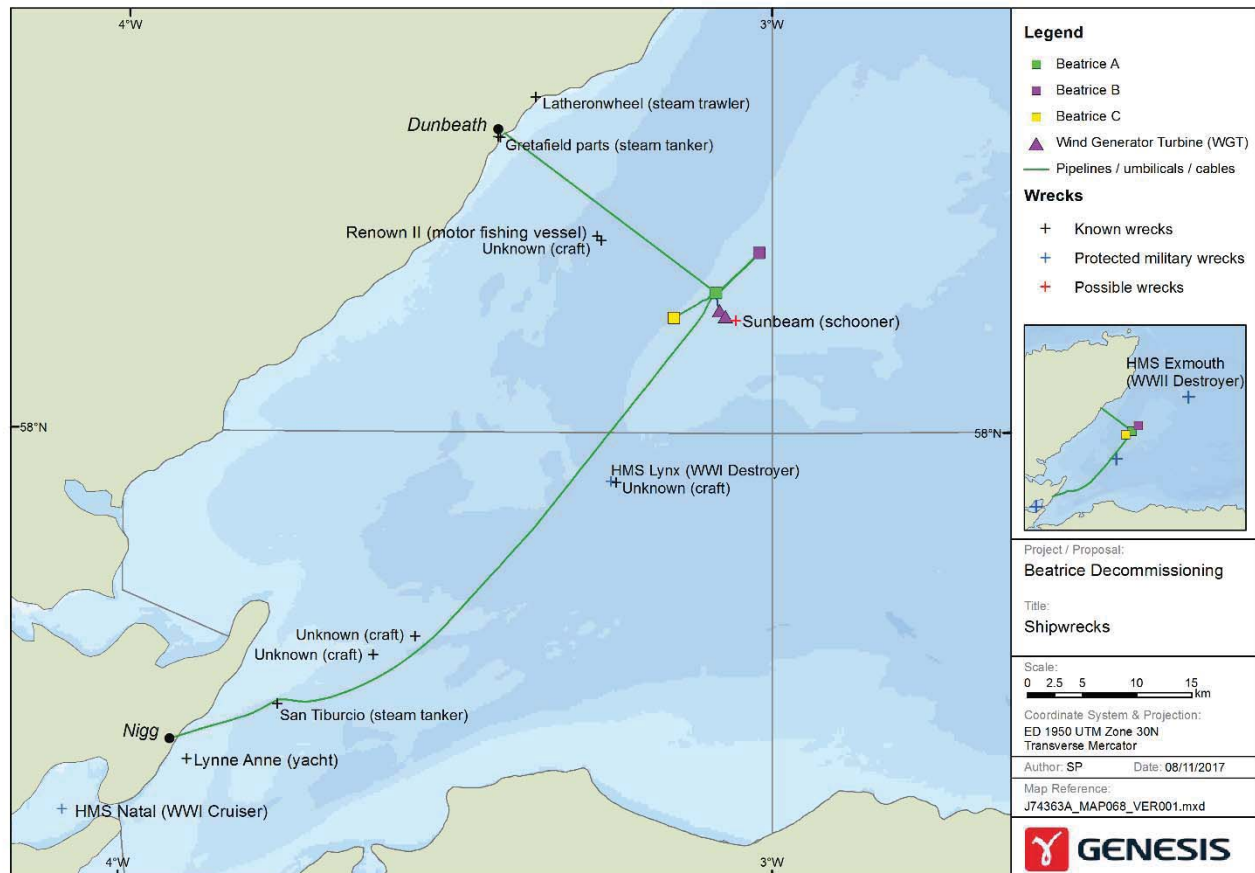 4°W
3°W
Latheronwheel (steam trawler)
Dunbeath
Gretafield parts (steam tanker)
Renown II (motor fishing vessel)
Unknown (craft)
Sunbeam (schooner)
58°N
58°N
HMS Lynx (WWI Destroyer)
Unknown (craft)
Unknown (craft)
Unknown (craft)
San Tiburcio (steam tanker)
Nigg
Lynne Anne (yacht)
HMS Natal (WWI Cruiser)
4°W
3°W
Legend
Beatrice A
Beatrice B
Beatrice C
Wind Generator Turbine (WGT)
Pipelines / umbilicals / cables
Wrecks
Known wrecks
Protected military wrecks
Possible wrecks
HMS Exmouth
(WWII Destroyer)
Project / Proposal:
Beatrice Decommissioning
Title:
Shipwrecks
Scale:
0 2.5 5 10 15
km
Coordinate System & Projection:
ED 1950 UTM Zone 30N
Transverse Mercator
Author: SP Date: 08/11/2017
Map Reference:
J74363A_MAP068_VER001.mxd
GENESIS